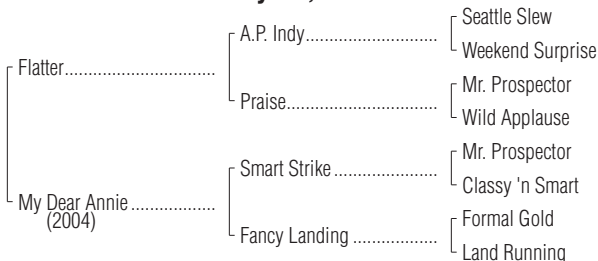 Seattle Slew
A.P. Indy......................................
Weekend Surprise
Flatter................................
Mr. Prospector
Praise..........................................
Wild Applause
Mr. Prospector
Smart Strike..........................
Classy 'n Smart
My Dear Annie..................
(2004)
Formal Gold
Fancy Landing.....................
Land Running